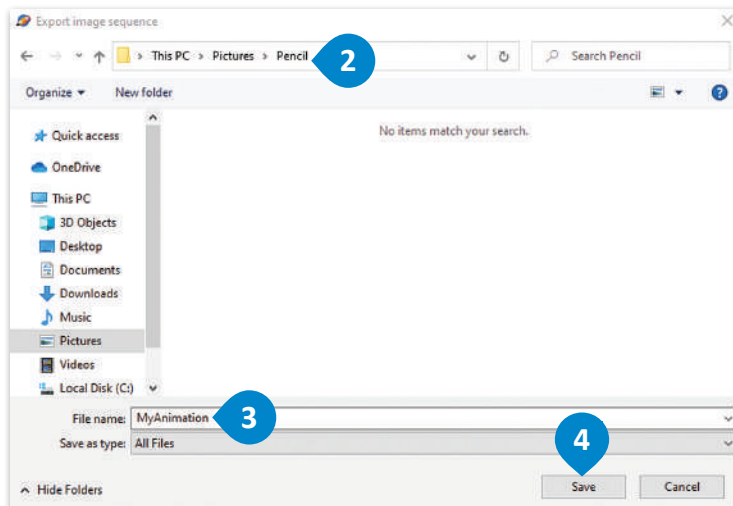 Export image sequence
This PC > Pictures > Pencil 2 Search Pencil
Organize New folder
No items match your search.
Quick access
OneDrive
This PC
3D Objects
Desktop
Documents
Downloads
Music
Pictures
Videos
Local Disk (C:)
File name: MyAnimation 3
Save as type: All Files
4
Hide Folders Save Cancel